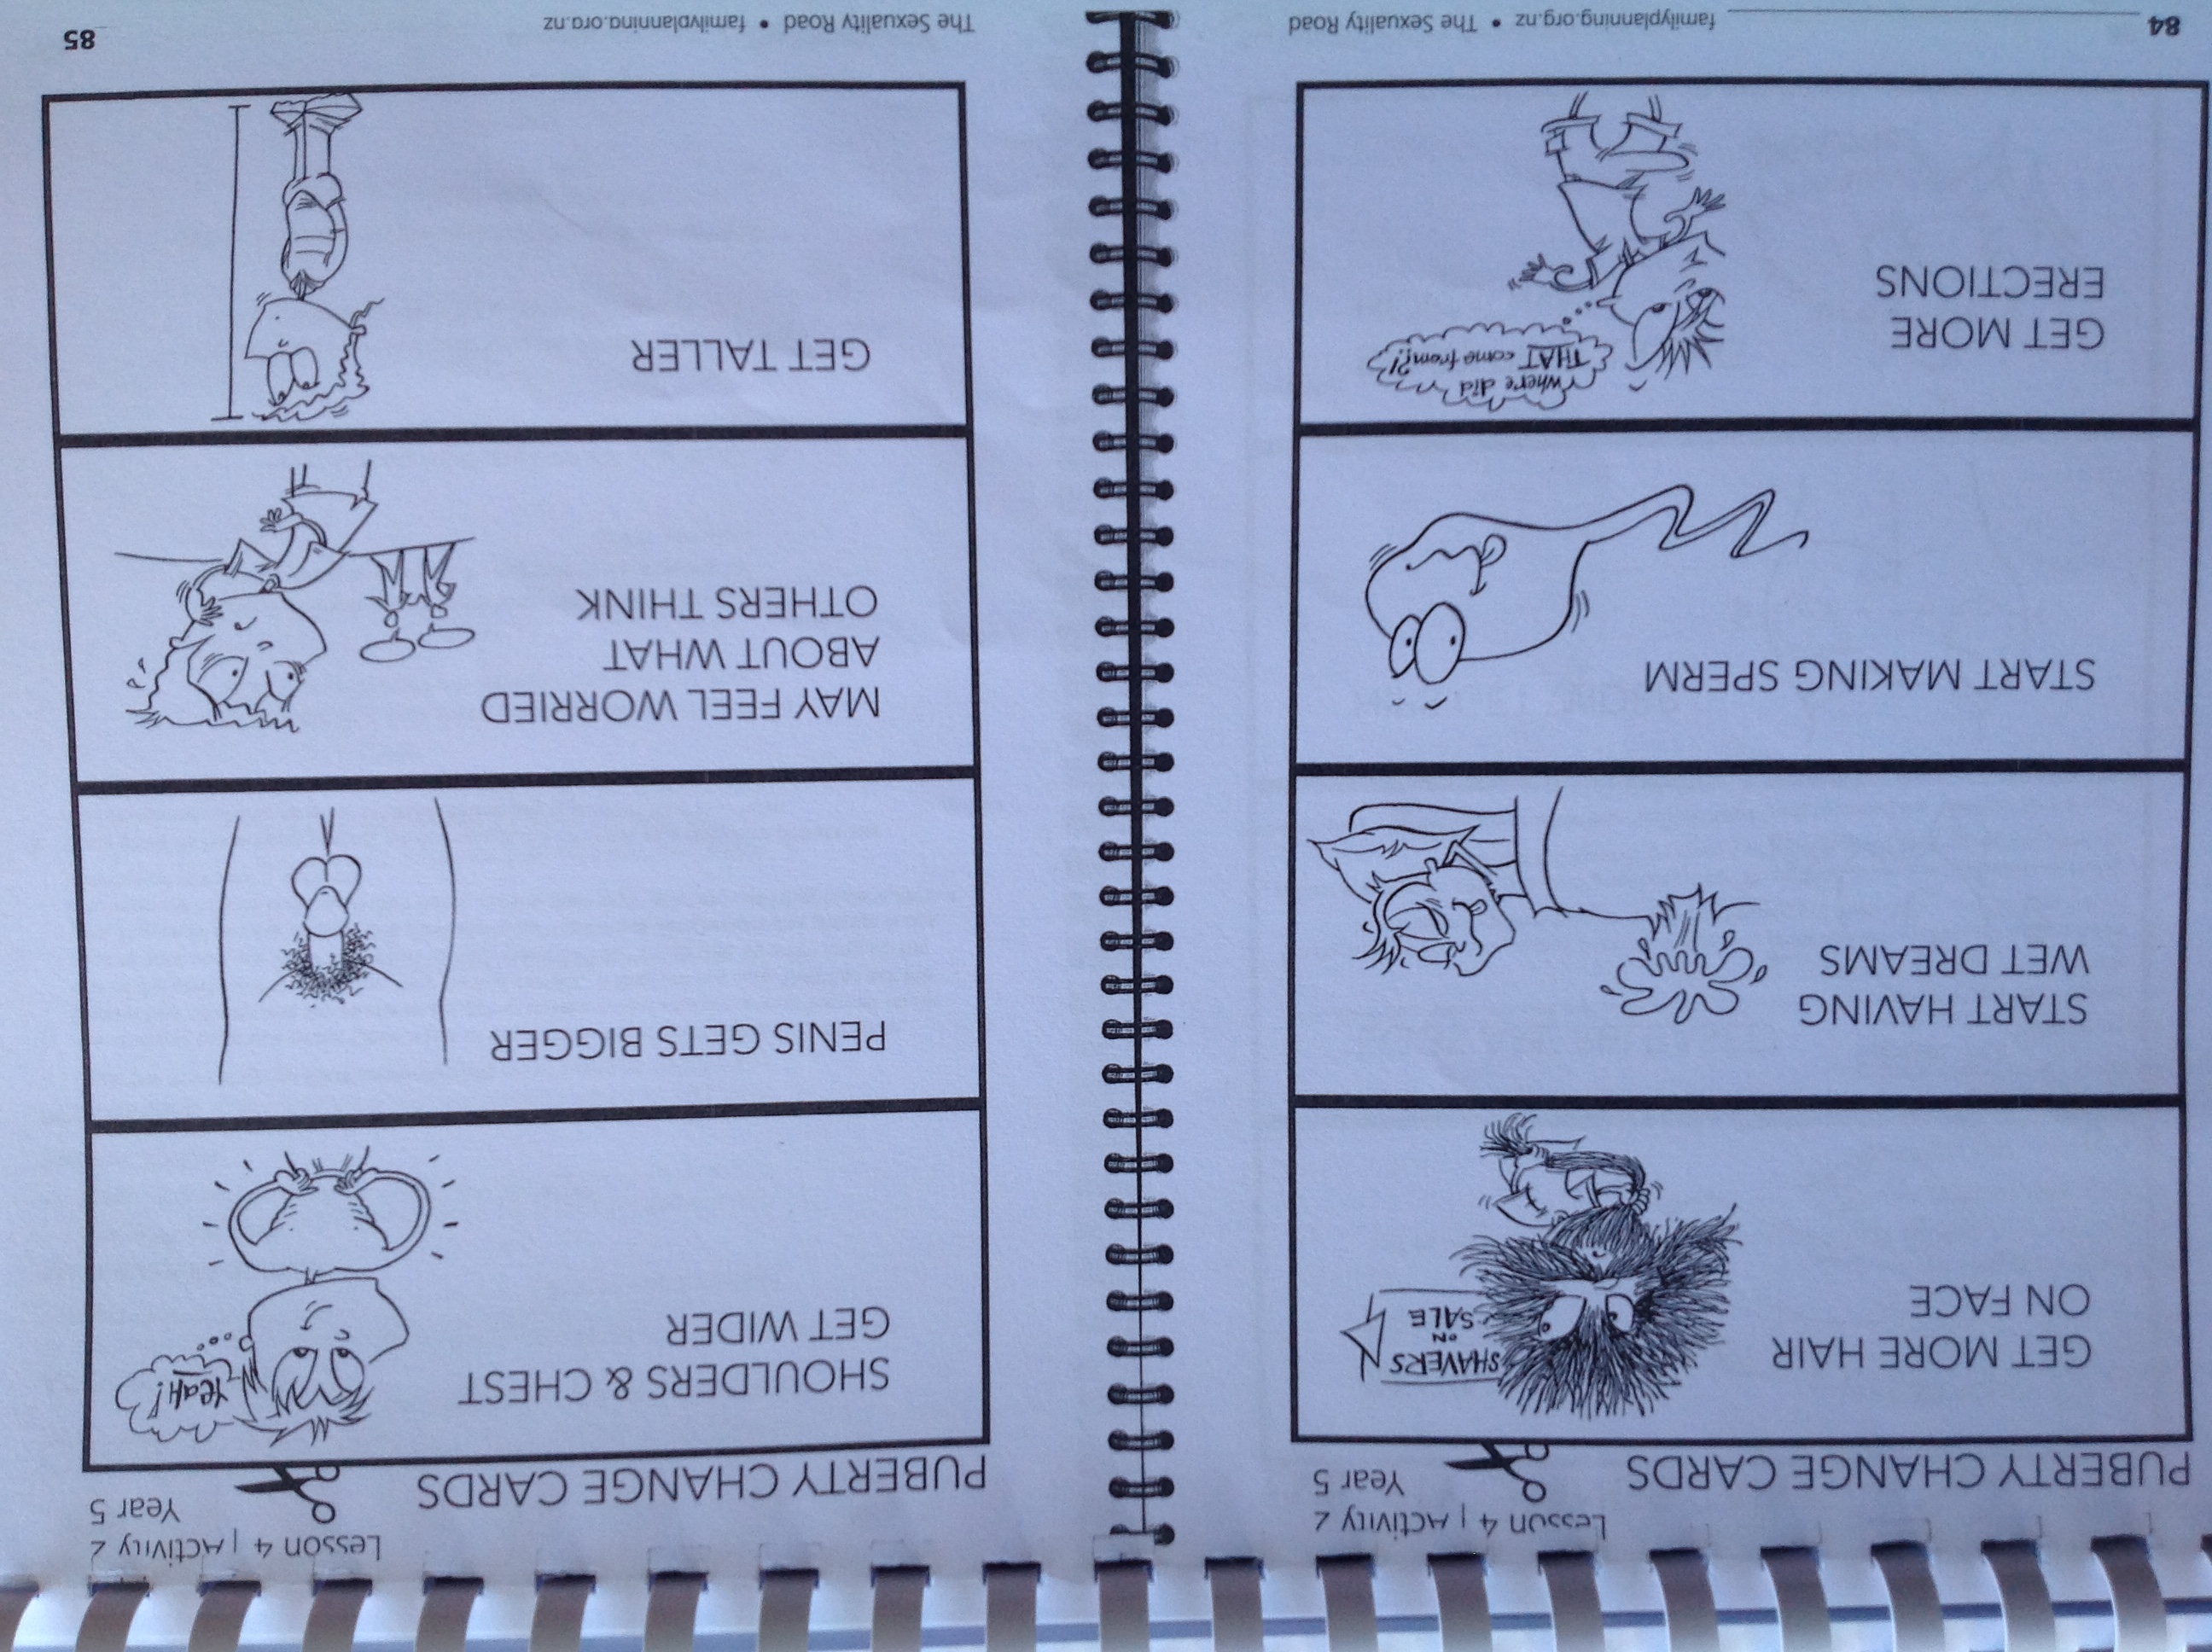 Lesson 4 | Activity 2
Year 5
PUBERTY CHANGE CARDS
GET MORE HAIR
ON FACE
SHAVERS
ON
SALE
START HAVING
WET DREAMS
START MAKING SPERM
GET MORE
ERECTIONS
where did
THAT come from?!
84 familyplanning.org.nz • The Sexuality Road
Lesson 4 | Activity 2
Year 5
PUBERTY CHANGE CARDS
SHOULDERS & CHEST
GET WIDER
Yeah!
PENIS GETS BIGGER
MAY FEEL WORRIED
ABOUT WHAT
OTHERS THINK
GET TALLER
The Sexuality Road • familyplanning.org.nz 85